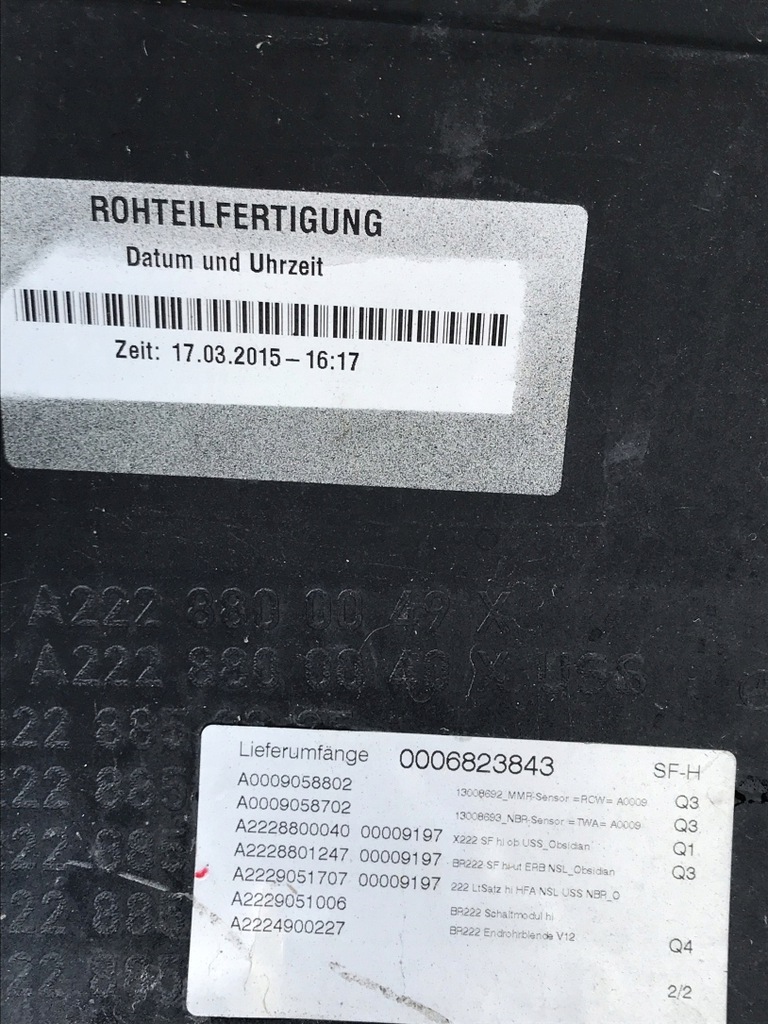 ROHTEILFERTIGUNG
Datum und Uhrzeit
Zeit: 17.03.2015 – 16:17
A222 880 00 49 X
A222 880 00 40 X USS
Lieferumfänge 0006823843 SF-H
A0009058802 13008692_MMR-Sensor =RCW= A0009 Q3
A0009058702 13008693_NBR-Sensor =TWA= A0009 Q3
A2228800040 00009197 X222 SF hi ob USS_Obsidian Q1
A2228801247 00009197 BR222 SF hi-ut ERB NSL_Obsidian Q3
A2229051707 00009197 222 LtSatz hi HFA NSL USS NBR_O
A2229051006 BR222 Schaltmodul hi
A2224900227 BR222 Endrohrblende V12 Q4
2/2